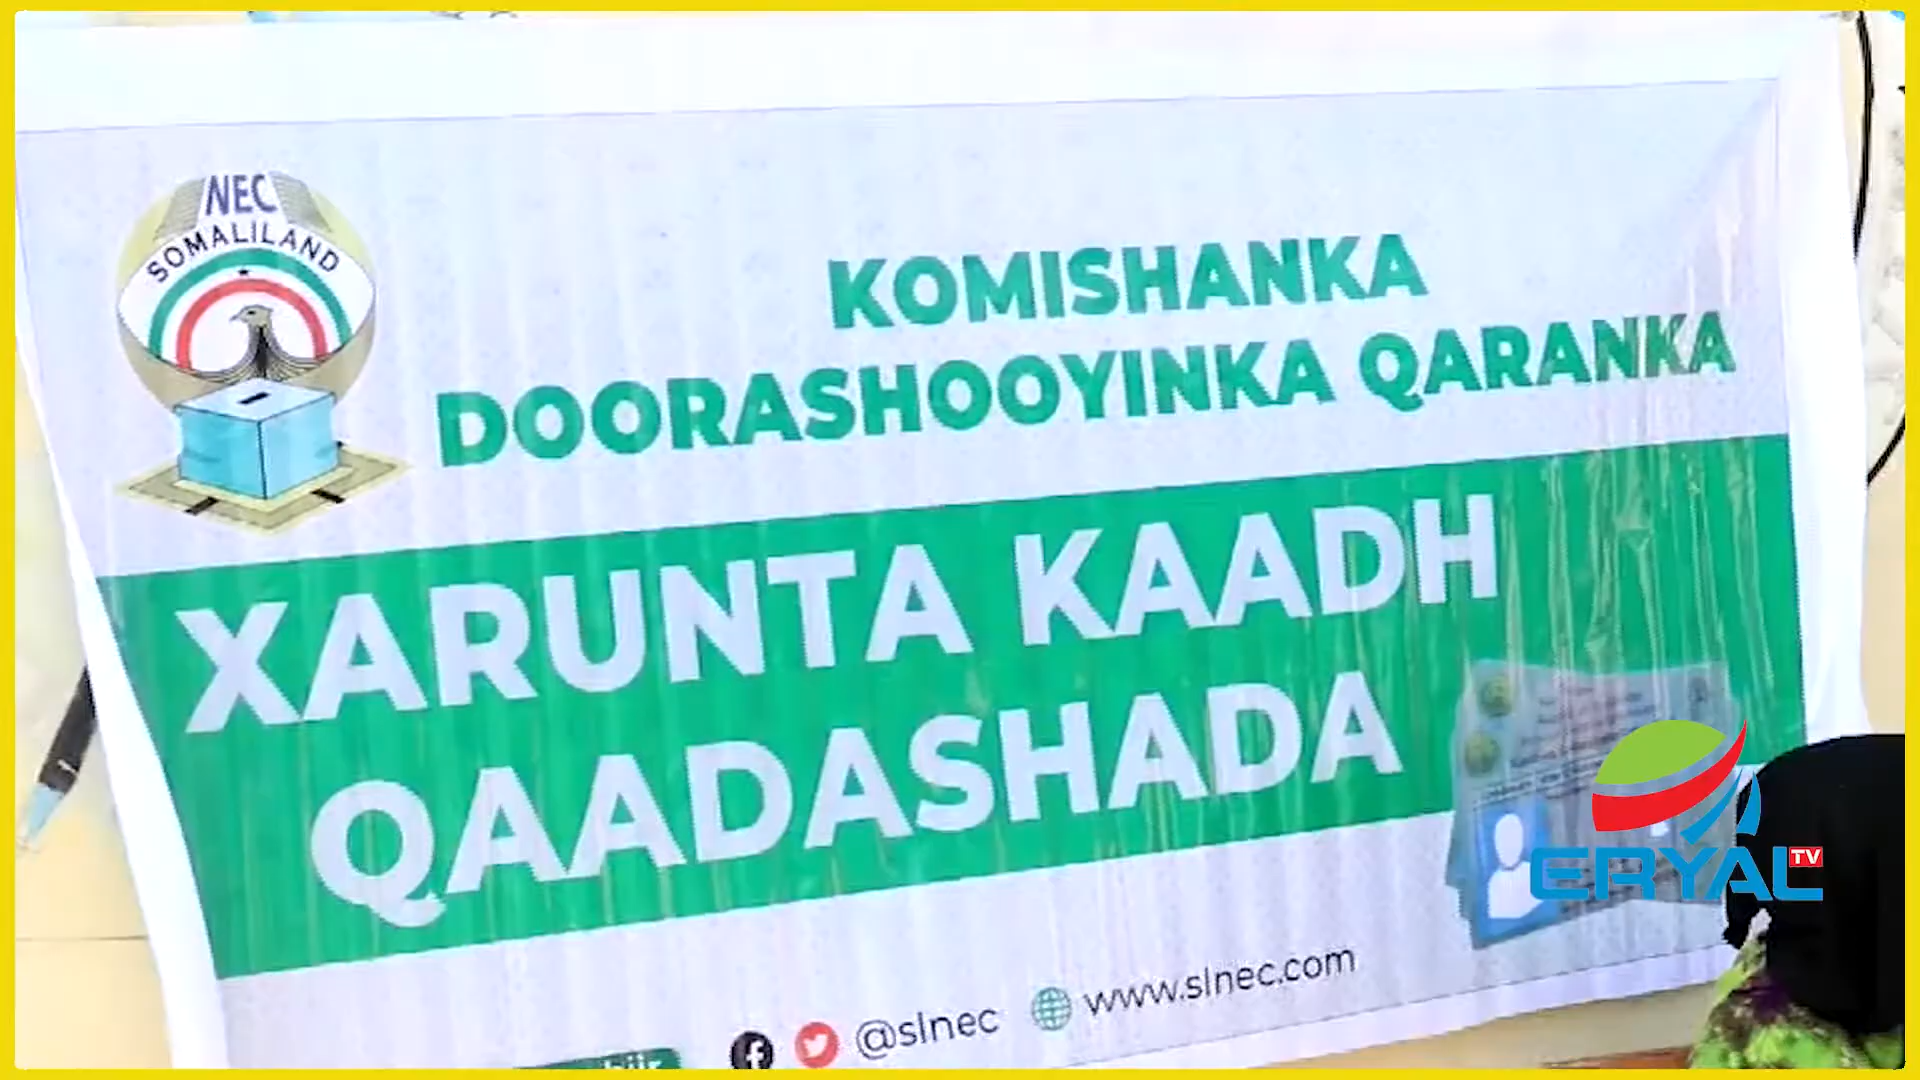 NEC
SOMALILAND
KOMISHANKA
DOORASHOOYINKA QARANKA
XARUNTA KAADH
QAADASHADA
@slnec
www.slnec.com
ERYAL TV